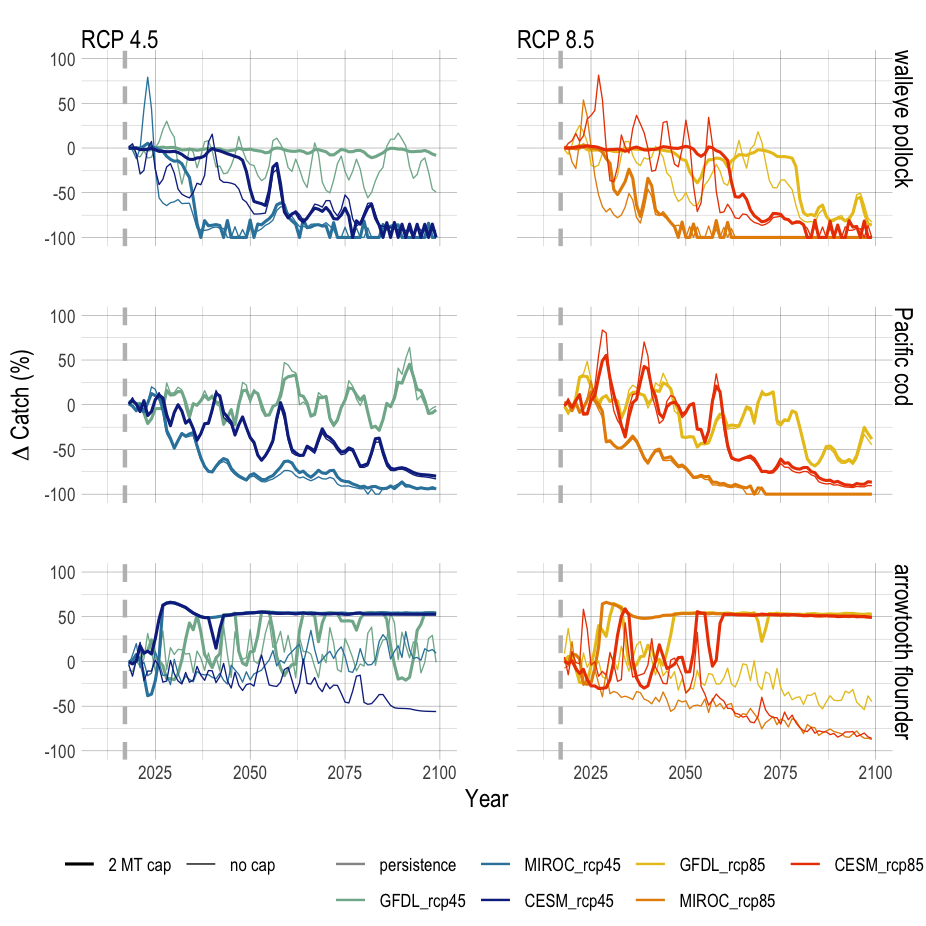 RCP 4.5
RCP 8.5
100
50
0
-50
-100
walleye pollock
Δ Catch (%)
100
50
0
-50
-100
Pacific cod
100
50
0
-50
-100
arrowtooth flounder
2025 2050 2075 2100
2025 2050 2075 2100
Year
2 MT cap no cap persistence MIROC_rcp45 GFDL_rcp85 CESM_rcp85
GFDL_rcp45 CESM_rcp45 MIROC_rcp85